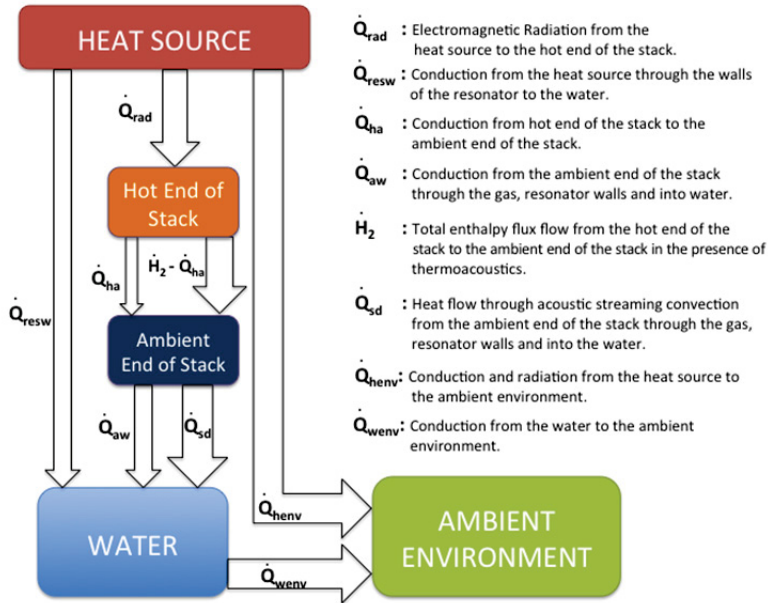 HEAT SOURCE
Q̇rad
Hot End of
Stack
Q̇ha
Ḣ2 - Q̇ha
Q̇resw
Ambient
End of Stack
Q̇aw
Q̇sd
WATER
Q̇henv
Q̇wenv
AMBIENT
ENVIRONMENT
Q̇rad : Electromagnetic Radiation from the
heat source to the hot end of the stack.
Q̇resw : Conduction from the heat source through the walls
of the resonator to the water.
Q̇ha : Conduction from hot end of the stack to the
ambient end of the stack.
Q̇aw : Conduction from the ambient end of the stack
through the gas, resonator walls and into water.
Ḣ2 : Total enthalpy flux flow from the hot end of the
stack to the ambient end of the stack in the presence of
thermoacoustics.
Q̇sd : Heat flow through acoustic streaming convection
from the ambient end of the stack through the gas,
resonator walls and into the water.
Q̇henv : Conduction and radiation from the heat source to
the ambient environment.
Q̇wenv : Conduction from the water to the ambient
environment.